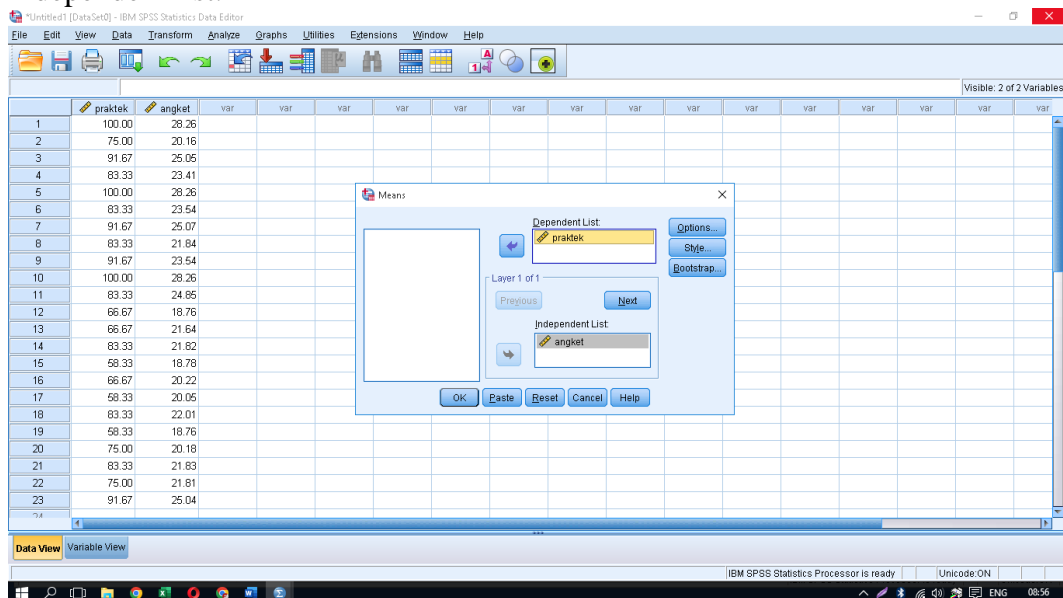 *Untitled1 [DataSet0] - IBM SPSS Statistics Data Editor
File Edit View Data Transform Analyze Graphs Utilities Extensions Window Help
Visible: 2 of 2 Variables
praktek angket var var var var var var var var var var var var var var var
1 100.00 28.26
2 75.00 20.16
3 91.67 25.05
4 83.33 23.41
5 100.00 28.26
6 83.33 23.54
7 91.67 25.07
8 83.33 21.84
9 91.67 23.54
10 100.00 28.26
11 83.33 24.85
12 66.67 18.76
13 66.67 21.64
14 83.33 21.82
15 58.33 18.78
16 66.67 20.22
17 58.33 20.05
18 83.33 22.01
19 58.33 18.76
20 75.00 20.18
21 83.33 21.83
22 75.00 21.81
23 91.67 25.04
24
Means
Dependent List:
praktek
Options...
Style...
Bootstrap...
Layer 1 of 1
Previous Next
Independent List:
angket
OK Paste Reset Cancel Help
Data View Variable View
IBM SPSS Statistics Processor is ready Unicode:ON
ENG 08:56